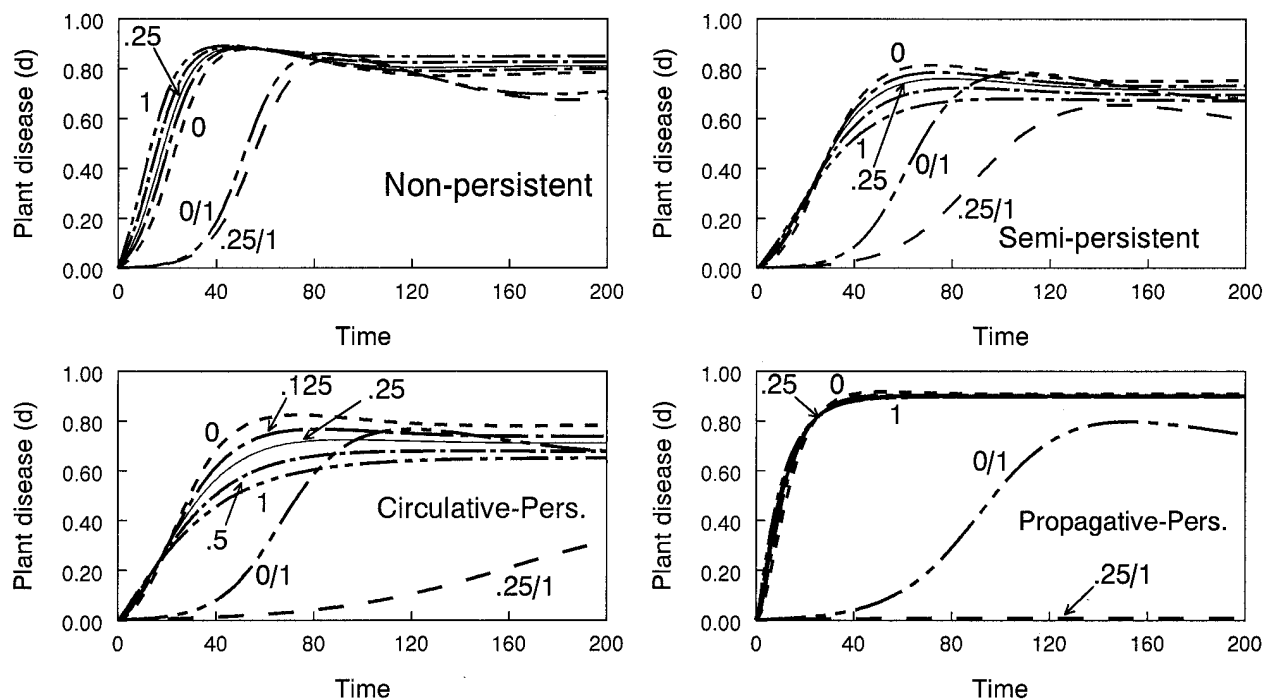 Plant disease (d)
1.00
0.80
0.60
0.40
0.20
0.00
.25
1
0
0/1
.25/1
Non-persistent
0 40 80 120 160 200
Time
Plant disease (d)
1.00
0.80
0.60
0.40
0.20
0.00
0
1
.25
0/1
.25/1
Semi-persistent
0 40 80 120 160 200
Time
Plant disease (d)
1.00
0.80
0.60
0.40
0.20
0.00
0
.125
.25
.5
1
0/1
.25/1
Circulative-Pers.
0 40 80 120 160 200
Time
Plant disease (d)
1.00
0.80
0.60
0.40
0.20
0.00
.25
0
1
0/1
Propagative-Pers.
.25/1
0 40 80 120 160 200
Time